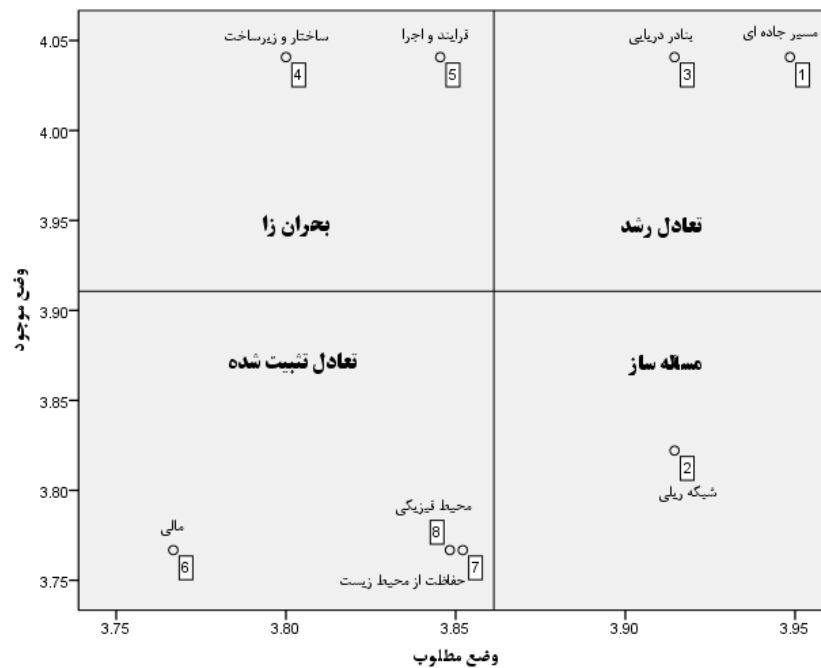 4.05
4.00
3.95
3.90
3.85
3.80
3.75
وضع موجود
ساختار و زیرساخت
4
فرایند و اجرا
5
بنادر دریایی
3
مسیر جاده ای
1
بحران زا
تعادل رشد
تعادل تثبیت شده
مساله ساز
2
شبکه ریلی
محیط فیزیکی
8
مالی
6
حفاظت از محیط زیست
7
3.75
3.80
3.85
3.90
3.95
وضع مطلوب